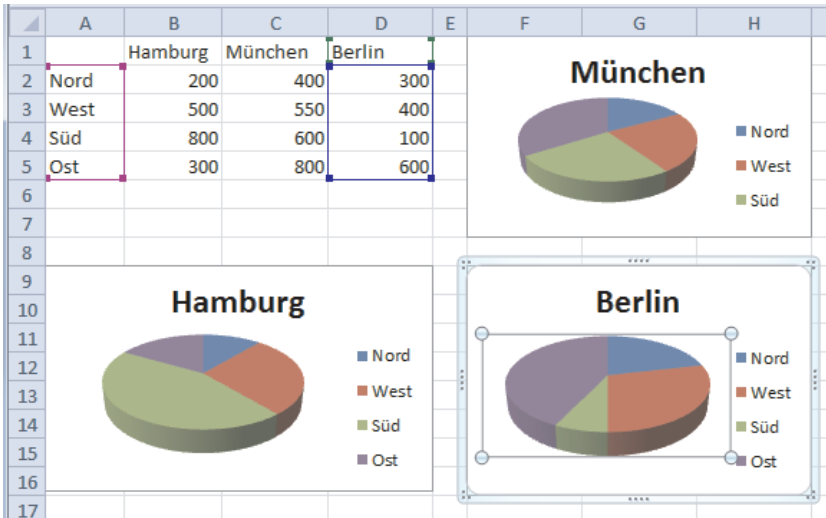 A B C D E F G H
1 Hamburg München Berlin
2 Nord 200 400 300
3 West 500 550 400
4 Süd 800 600 100
5 Ost 300 800 600
6
7
8
9
10
11
12
13
14
15
16
17
München
Nord
West
Süd
Hamburg
Nord
West
Süd
Ost
Berlin
Nord
West
Süd
Ost